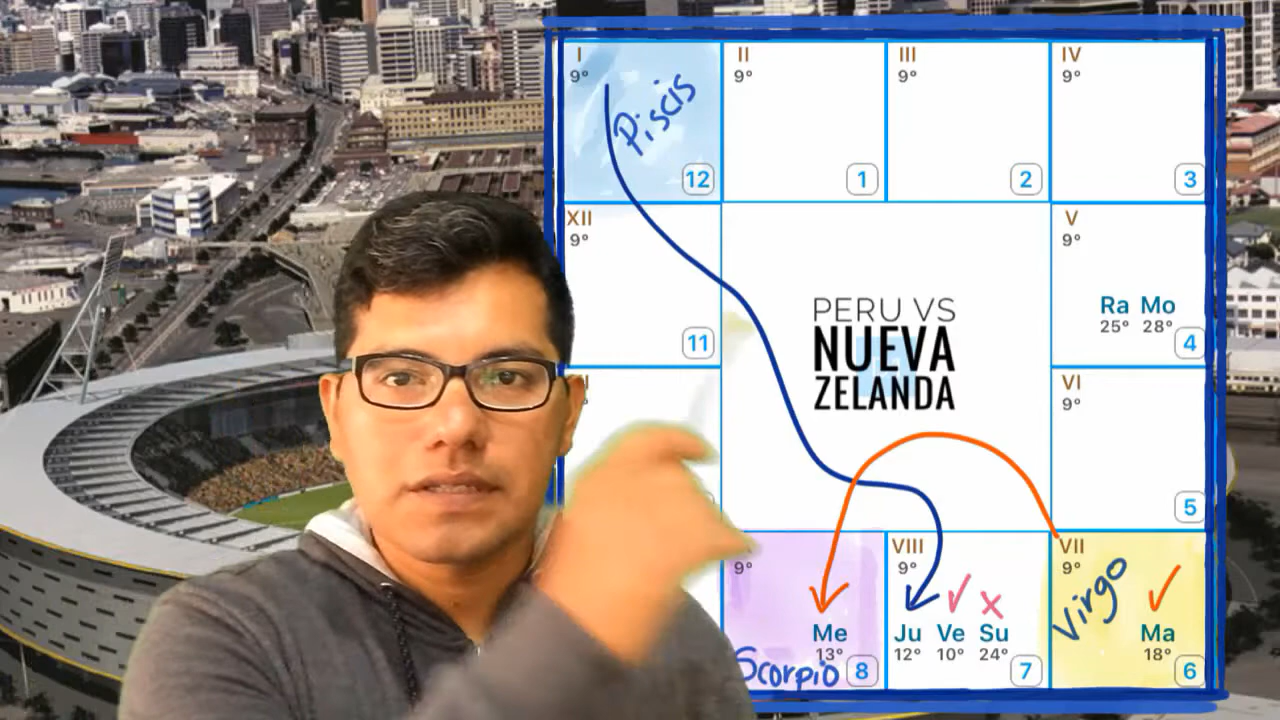 I
9°
Piscis
12
II
9°
1
III
9°
2
IV
9°
3
XII
9°
11
PERU VS
NUEVA
ZELANDA
V
9°
Ra Mo
25° 28°
4
VI
9°
5
9°
Me
13°
Scorpio
8
VIII
9°
Ju Ve Su
12° 10° 24°
7
VII
9°
Virgo
Ma
18°
6